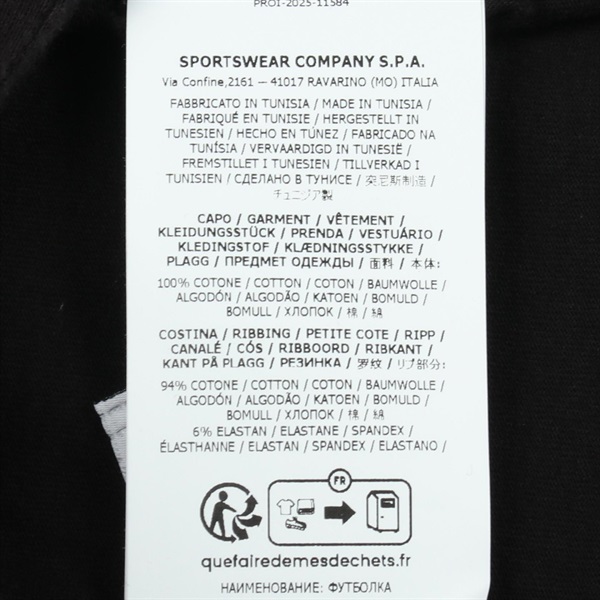 PROI-2025-11584
SPORTSWEAR COMPANY S.P.A.
Via Confine,2161 – 41017 RAVARINO (MO) ITALIA
FABBRICATO IN TUNISIA / MADE IN TUNISIA /
FABRIQUÉ EN TUNISIE / HERGESTELLT IN
TUNESIEN / HECHO EN TÚNEZ / FABRICADO NA
TUNÍSIA / VERVAARDIGD IN TUNESIË /
FREMSTILLET I TUNESIEN / TILLVERKAD I
TUNISIEN / СДЕЛАНО В ТУНИСЕ / 突尼斯制造 /
チュニジア製
CAPO / GARMENT / VÊTEMENT /
KLEIDUNGSSTÜCK / PRENDA / VESTUÁRIO /
KLEDINGSTOF / KLÆDNINGSSTYKKE /
PLAGG / ПРЕДМЕТ ОДЕЖДЫ / 面料 / 本体:
100% COTONE / COTTON / COTON / BAUMWOLLE /
ALGODÓN / ALGODÃO / KATOEN / BOMULD /
BOMULL / ХЛОПОК / 棉 / 綿
COSTINA / RIBBING / PETITE COTE / RIPP /
CANALÉ / CÓS / RIBBOORD / RIBKANT /
KANT PÅ PLAGG / РЕЗИНКА / 罗纹 / リブ部分:
94% COTONE / COTTON / COTON / BAUMWOLLE /
ALGODÓN / ALGODÃO / KATOEN / BOMULD /
BOMULL / ХЛОПОК / 棉 / 綿
6% ELASTAN / ELASTANE / SPANDEX /
ÉLASTHANNE / ELASTAN / SPANDEX / ELASTANO /
FR
quefairedemesdechets.fr
НАИМЕНОВАНИЕ: ФУТБОЛКА